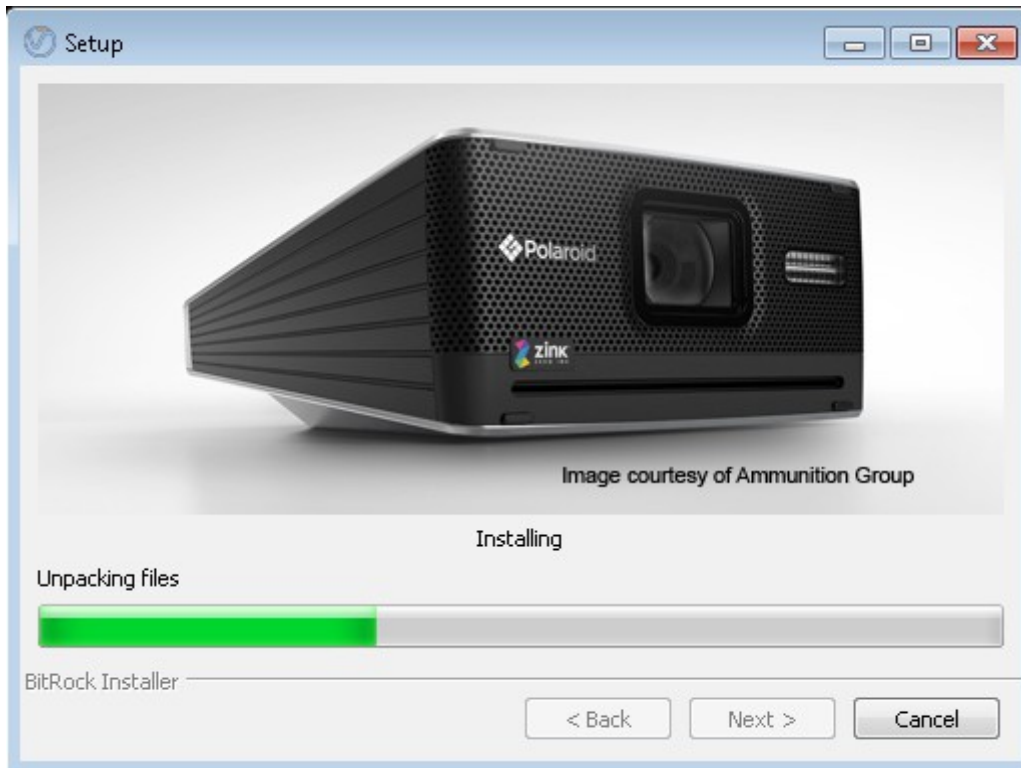 Setup
Polaroid
zink
Image courtesy of Ammunition Group
Installing
Unpacking files
BitRock Installer
< Back
Next >
Cancel